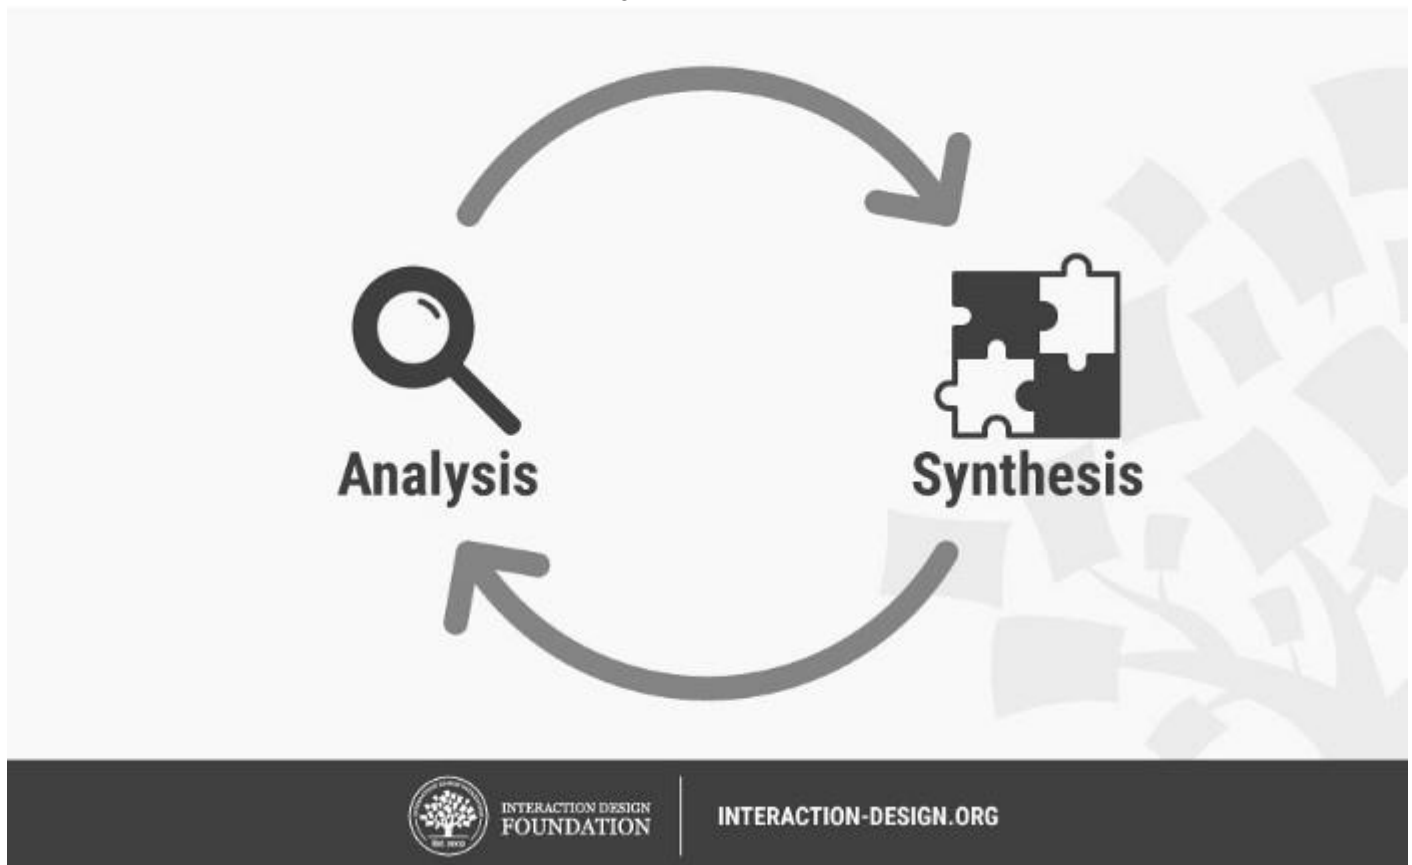 Analysis
Synthesis
INTERACTION DESIGN
FOUNDATION
INTERACTION-DESIGN.ORG